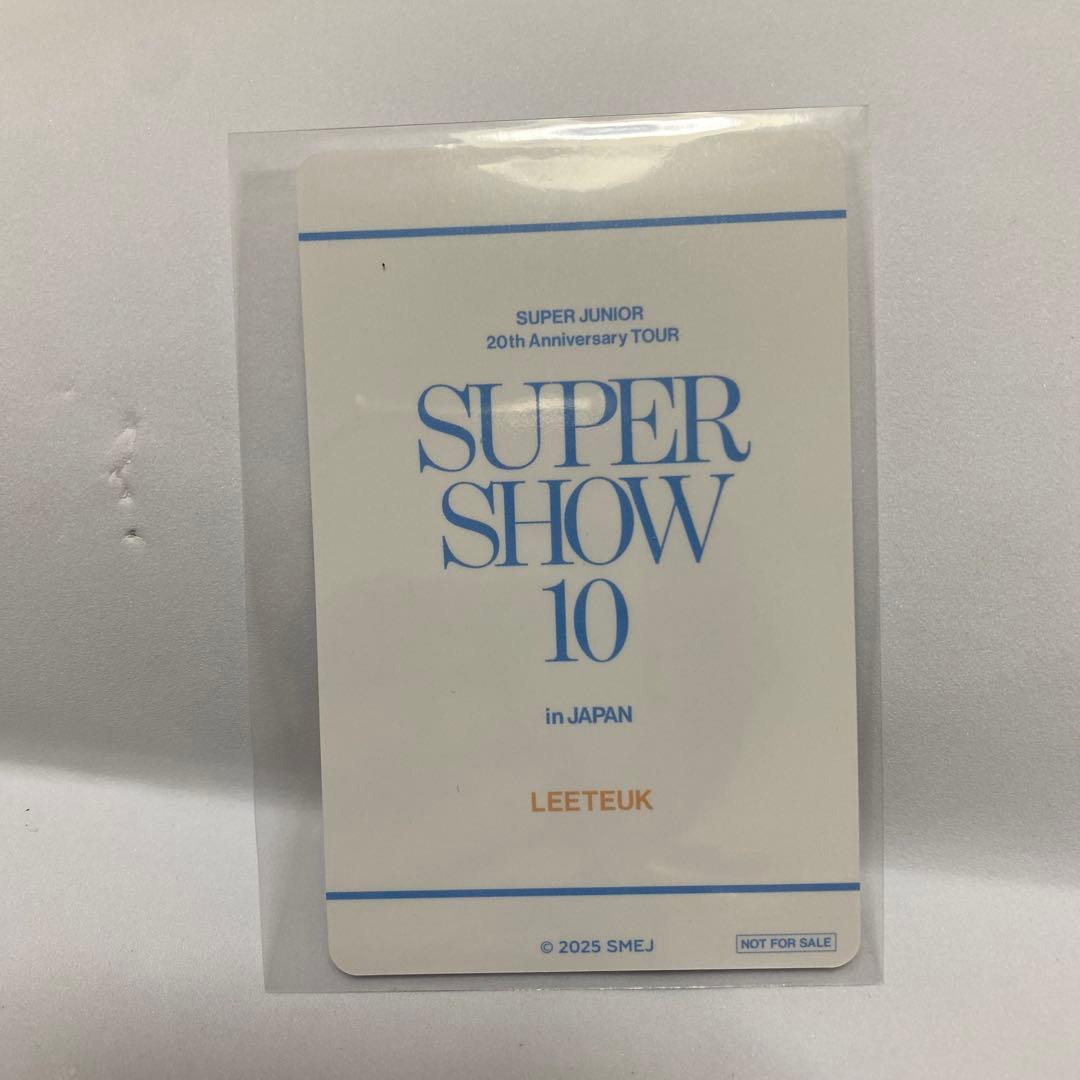 SUPER JUNIOR
20th Anniversary TOUR
SUPER
SHOW
10
in JAPAN
LEETEUK
© 2025 SMEJ
NOT FOR SALE